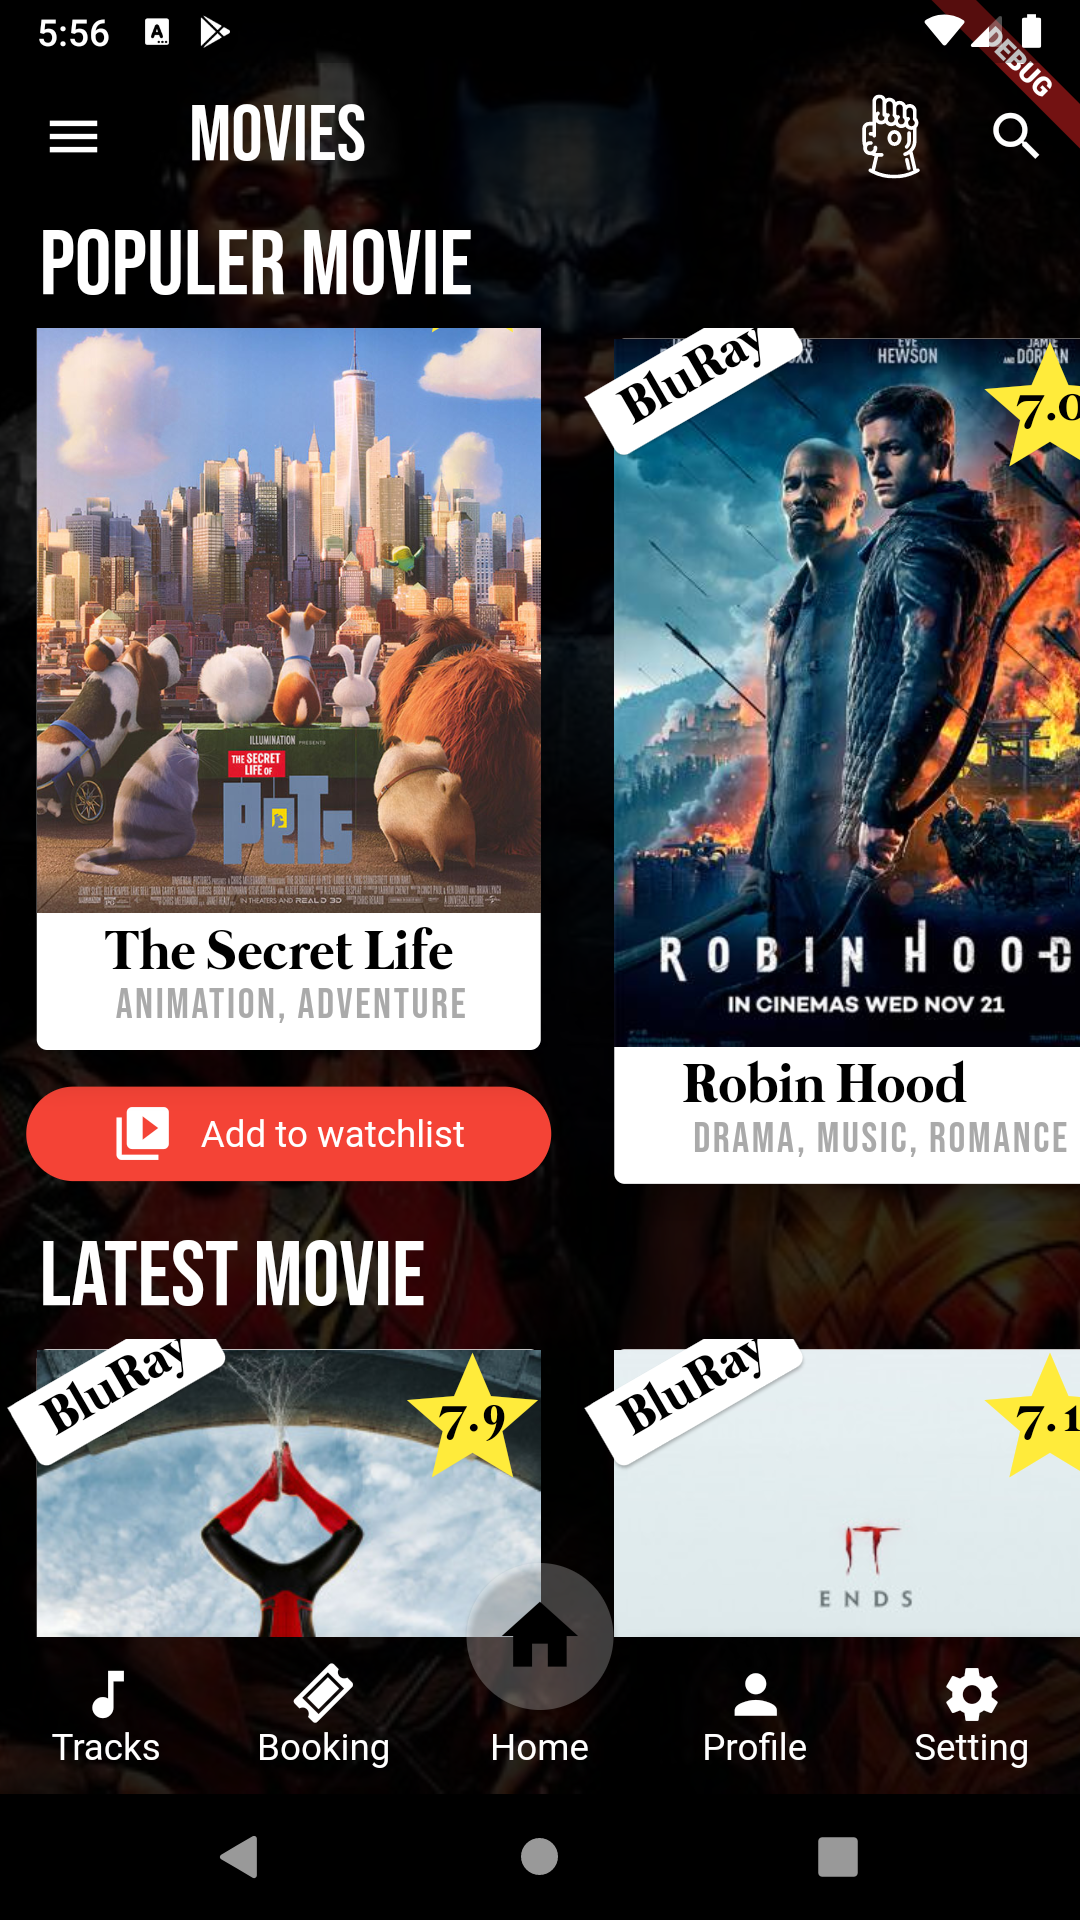 5:56
A
DEBUG
MOVIES
POPULER MOVIE
BluRay
EVE
HEWSON
JAMIE
7.0
ILLUMINATION PRESENTS
THE SECRET
LIFE OF
PETS
IN THEATERS AND REAL D 3D
ROBIN HOOD
IN CINEMAS WED NOV 21
The Secret Life
ANIMATION, ADVENTURE
Robin Hood
DRAMA, MUSIC, ROMANCE
Add to watchlist
LATEST MOVIE
BluRay
7.9
BluRay
7.1
IT
ENDS
Tracks
Booking
Home
Profile
Setting